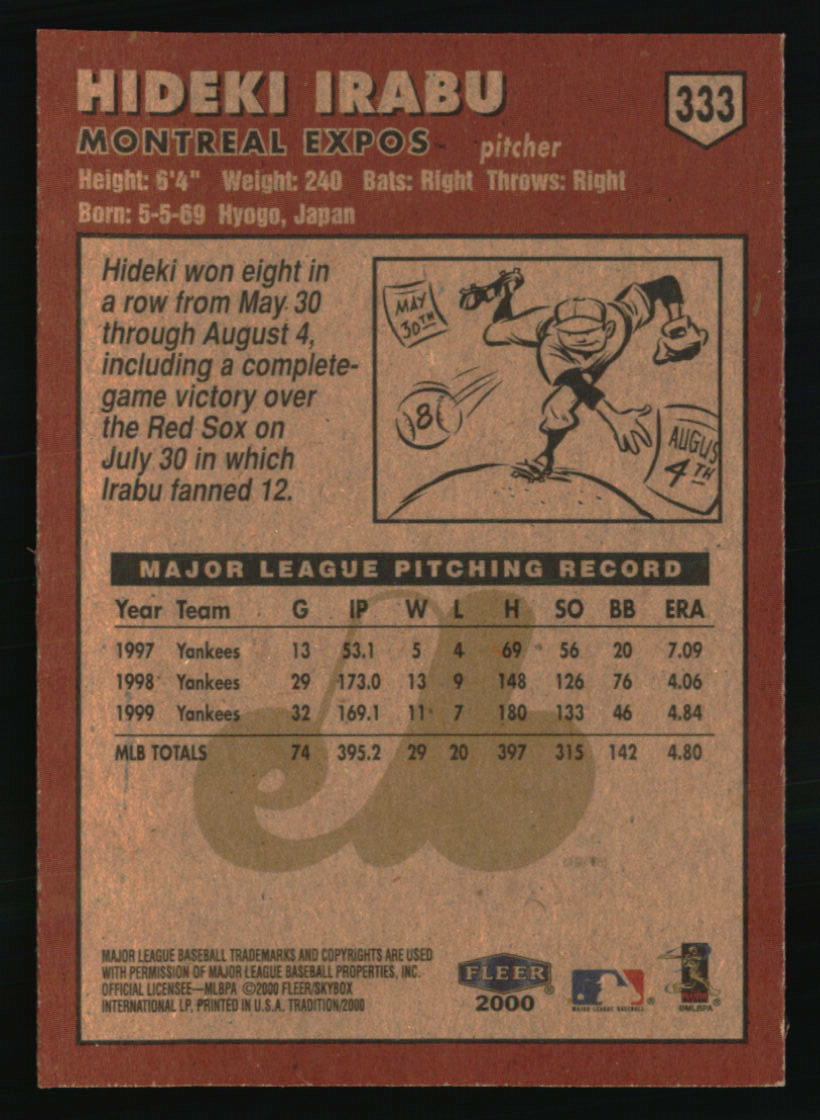 HIDEKI IRABU
333
MONTREAL EXPOS pitcher
Height: 6'4" Weight: 240 Bats: Right Throws: Right
Born: 5-5-69 Hyogo, Japan
Hideki won eight in
a row from May 30
through August 4,
including a complete-
game victory over
the Red Sox on
July 30 in which
Irabu fanned 12.
MAY
30TH
8
AUGUS
4TH
MAJOR LEAGUE PITCHING RECORD
Year Team G IP W L H SO BB ERA
1997 Yankees 13 53.1 5 4 69 56 20 7.09
1998 Yankees 29 173.0 13 9 148 126 76 4.06
1999 Yankees 32 169.1 11 7 180 133 46 4.84
MLB TOTALS 74 395.2 29 20 397 315 142 4.80
MAJOR LEAGUE BASEBALL TRADEMARKS AND COPYRIGHTS ARE USED
WITH PERMISSION OF MAJOR LEAGUE BASEBALL PROPERTIES, INC.
OFFICIAL LICENSEE—MLBPA ©2000 FLEER/SKYBOX
INTERNATIONAL LP, PRINTED IN U.S.A. TRADITION/2000
FLEER®
2000
MAJOR LEAGUE BASEBALL ®
©MLBPA ®